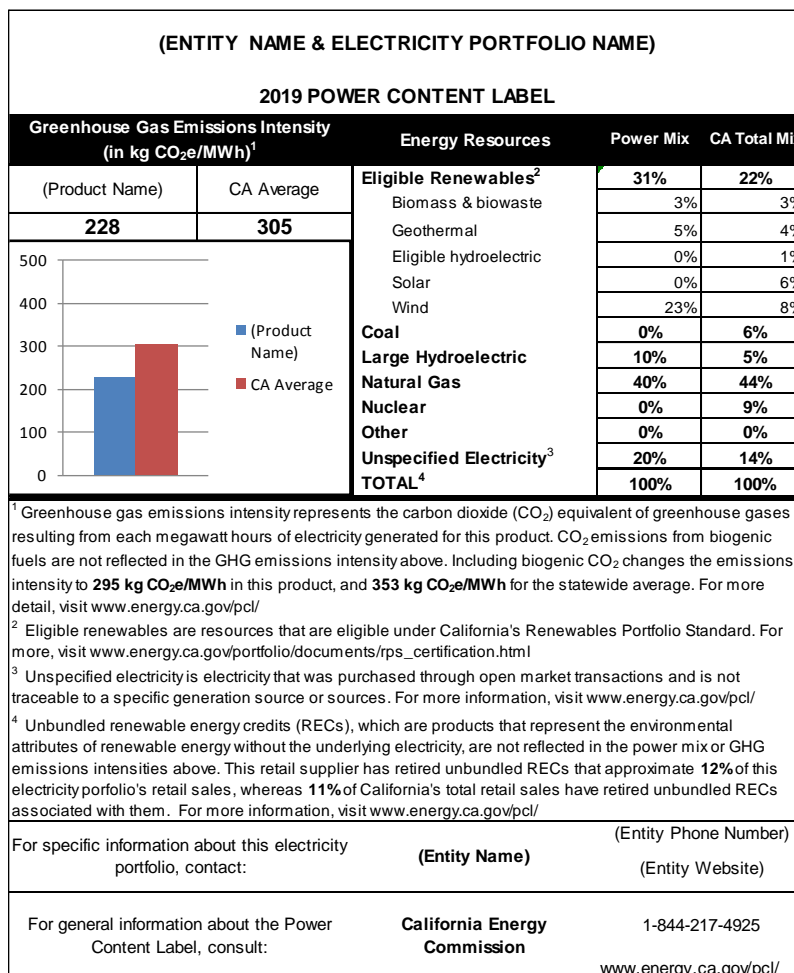 (ENTITY NAME & ELECTRICITY PORTFOLIO NAME)
2019 POWER CONTENT LABEL
Greenhouse Gas Emissions Intensity
(in kg CO₂e/MWh)¹
Energy Resources Power Mix CA Total Mi
(Product Name) CA Average
228 305
500
400
300
200
100
0
(Product
Name)
CA Average
Eligible Renewables² 31% 22%
Biomass & biowaste 3% 3%
Geothermal 5% 4%
Eligible hydroelectric 0% 1%
Solar 0% 6%
Wind 23% 8%
Coal 0% 6%
Large Hydroelectric 10% 5%
Natural Gas 40% 44%
Nuclear 0% 9%
Other 0% 0%
Unspecified Electricity³ 20% 14%
TOTAL⁴ 100% 100%
¹ Greenhouse gas emissions intensity represents the carbon dioxide (CO₂) equivalent of greenhouse gases
resulting from each megawatt hours of electricity generated for this product. CO₂ emissions from biogenic
fuels are not reflected in the GHG emissions intensity above. Including biogenic CO₂ changes the emissions
intensity to 295 kg CO₂e/MWh in this product, and 353 kg CO₂e/MWh for the statewide average. For more
detail, visit www.energy.ca.gov/pcl/
² Eligible renewables are resources that are eligible under California's Renewables Portfolio Standard. For
more, visit www.energy.ca.gov/portfolio/documents/rps_certification.html
³ Unspecified electricity is electricity that was purchased through open market transactions and is not
traceable to a specific generation source or sources. For more information, visit www.energy.ca.gov/pcl/
⁴ Unbundled renewable energy credits (RECs), which are products that represent the environmental
attributes of renewable energy without the underlying electricity, are not reflected in the power mix or GHG
emissions intensities above. This retail supplier has retired unbundled RECs that approximate 12% of this
electricity porfolio's retail sales, whereas 11% of California's total retail sales have retired unbundled RECs
associated with them. For more information, visit www.energy.ca.gov/pcl/
For specific information about this electricity
portfolio, contact:
(Entity Name)
(Entity Phone Number)
(Entity Website)
For general information about the Power
Content Label, consult:
California Energy
Commission
1-844-217-4925
www.energy.ca.gov/pcl/